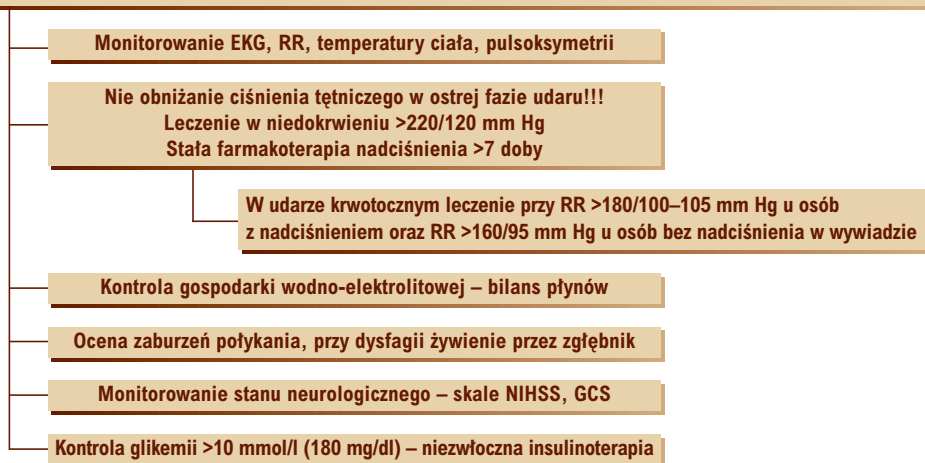 Monitorowanie EKG, RR, temperatury ciała, pulsoksymetrii
Nie obniżanie ciśnienia tętniczego w ostrej fazie udaru!!!
Leczenie w niedokrwieniu >220/120 mm Hg
Stała farmakoterapia nadciśnienia >7 doby
W udarze krwotocznym leczenie przy RR >180/100–105 mm Hg u osób
z nadciśnieniem oraz RR >160/95 mm Hg u osób bez nadciśnienia w wywiadzie
Kontrola gospodarki wodno-elektrolitowej – bilans płynów
Ocena zaburzeń połykania, przy dysfagii żywienie przez zgłębnik
Monitorowanie stanu neurologicznego – skale NIHSS, GCS
Kontrola glikemii >10 mmol/l (180 mg/dl) – niezwłoczna insulinoterapia